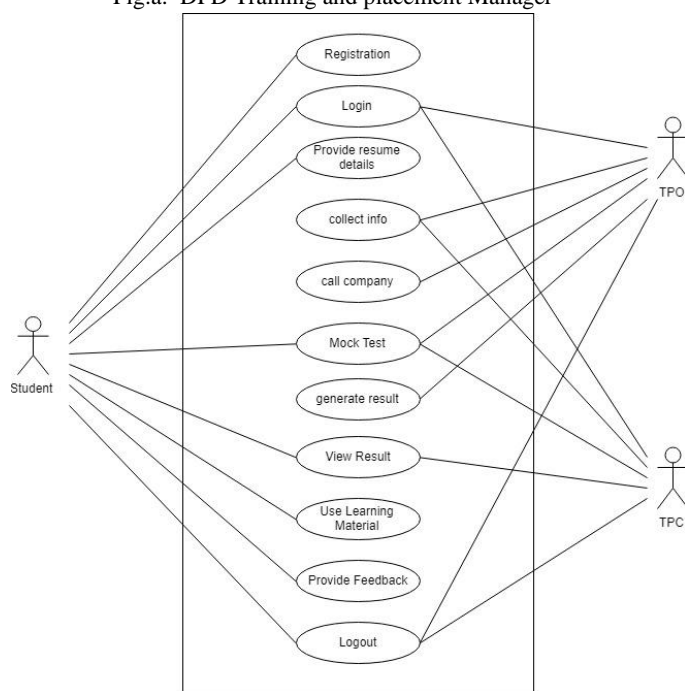 Fig.a. DFD Training and placement Manager
Registration
Login
Provide resume
details
TPO
collect info
call company
Mock Test
Student
generate result
View Result
TPC
Use Learning
Material
Provide Feedback
Logout